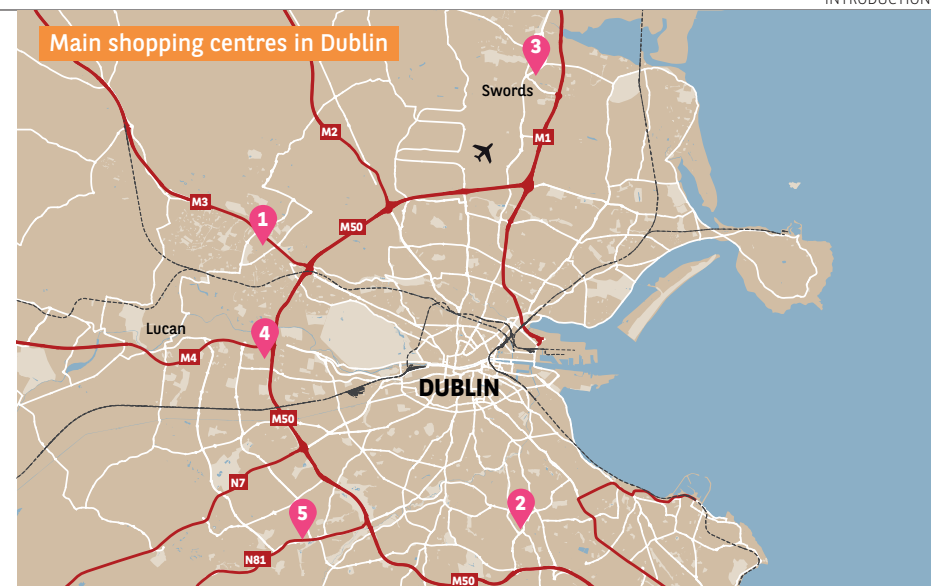 INTRODUCTION
Main shopping centres in Dublin
3
Swords
M2
M1
M3
1
M50
Lucan
4
M4
DUBLIN
M50
N7
2
5
N81
M50